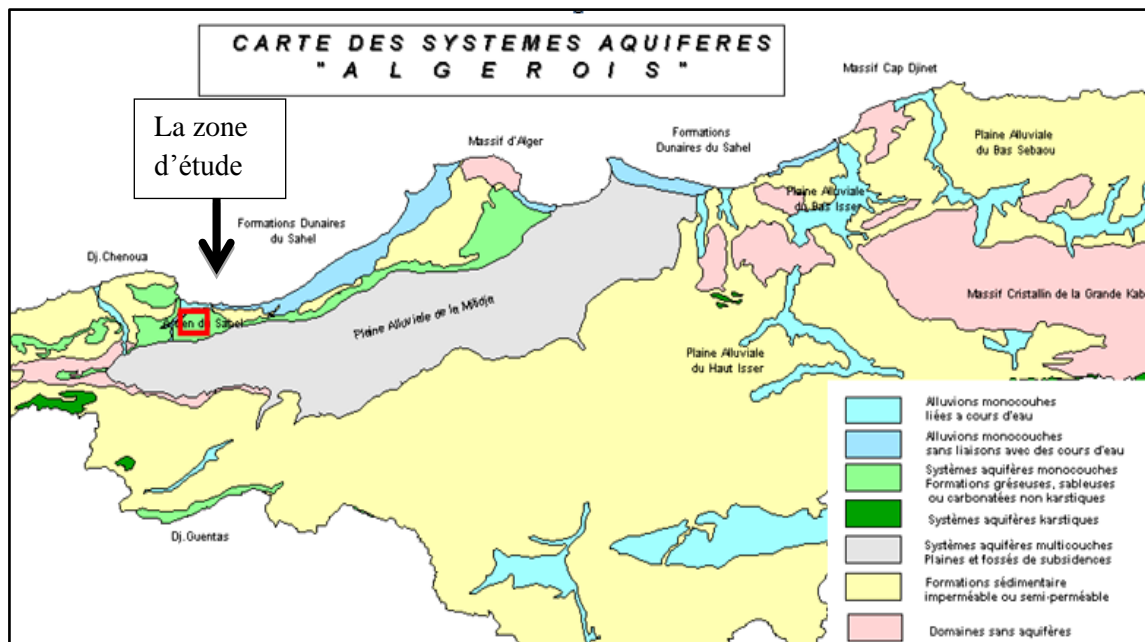 CARTE DES SYSTEMES AQUIFERES
"ALGEROIS"
Massif Cap Djinet
La zone
d'étude
Formations
Dunaires du Sahel
Plaine Alluviale
du Bas Sebaou
Massif d'Alger
Plaine Alluviale
du Bas Isser
Formations Dunaires
du Sahel
Dj.Chenoua
Massif Cristallin de la Grande Kab
Sahel
Plaine Alluviale de la Mitidja
Plaine Alluviale
du Haut Isser
Alluvions monocouhes
liées a cours d'eau
Alluvions monocouches
sans liaisons avec des cours d'eau
Systèmes aquifères monocouches
Formations gréseuses, sableuses
ou carbonatées non karstiques
Systèmes aquifères karstiques
Dj.Guentas
Systèmes aquifères multicouches
Plaines et fossés de subsidences
Formations sédimentaire
imperméable ou semi-perméable
Domaines sans aquifères